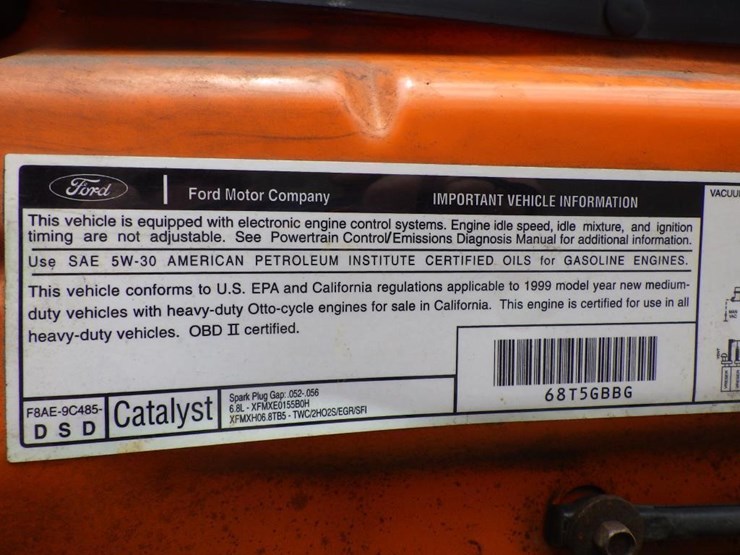 Ford
Ford Motor Company
IMPORTANT VEHICLE INFORMATION
This vehicle is equipped with electronic engine control systems. Engine idle speed, idle mixture, and ignition
timing are not adjustable. See Powertrain Control/Emissions Diagnosis Manual for additional information.
Use SAE 5W-30 AMERICAN PETROLEUM INSTITUTE CERTIFIED OILS for GASOLINE ENGINES.
This vehicle conforms to U.S. EPA and California regulations applicable to 1999 model year new medium-
duty vehicles with heavy-duty Otto-cycle engines for sale in California. This engine is certified for use in all
heavy-duty vehicles. OBD II certified.
68T5GBBG
F8AE-9C485-
D S D
Catalyst
Spark Plug Gap: .052-.056
6.8L - XFMXE0155B0H
XFMXH06.8TB5 - TWC/2HO2S/EGR/SFI